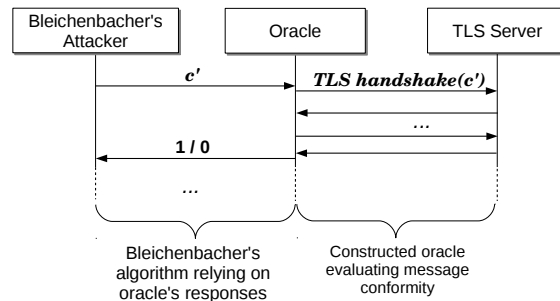 Bleichenbacher's
Attacker
Oracle
TLS Server
c'
TLS handshake(c')
...
1 / 0
...
Bleichenbacher's
algorithm relying on
oracle's responses
Constructed oracle
evaluating message
conformity